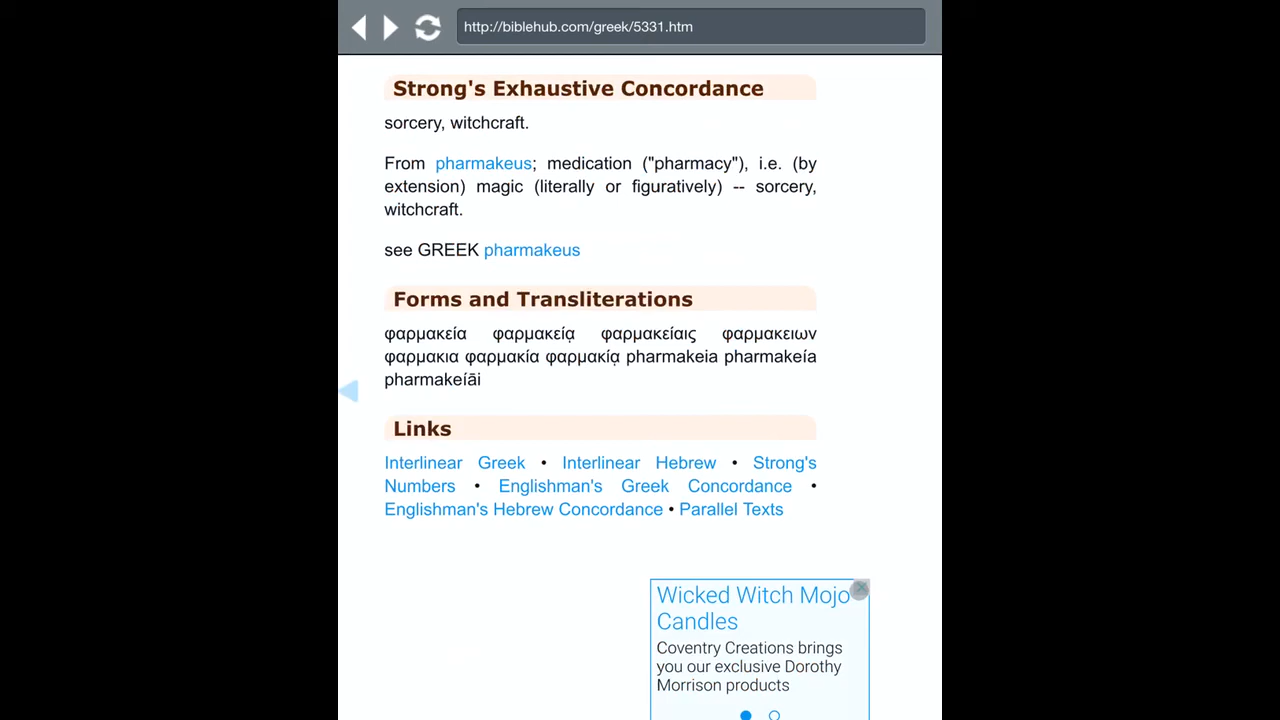 http://biblehub.com/greek/5331.htm
Strong's Exhaustive Concordance
sorcery, witchcraft.
From pharmakeus; medication ("pharmacy"), i.e. (by
extension) magic (literally or figuratively) -- sorcery,
witchcraft.
see GREEK pharmakeus
Forms and Transliterations
φαρμακεία φαρμακείᾳ φαρμακείαις φαρμακειων
φαρμακια φαρμακία φαρμακίᾳ pharmakeia pharmakeía
pharmakeíāi
Links
Interlinear Greek • Interlinear Hebrew • Strong's
Numbers • Englishman's Greek Concordance •
Englishman's Hebrew Concordance • Parallel Texts
Wicked Witch Mojo
Candles
Coventry Creations brings
you our exclusive Dorothy
Morrison products